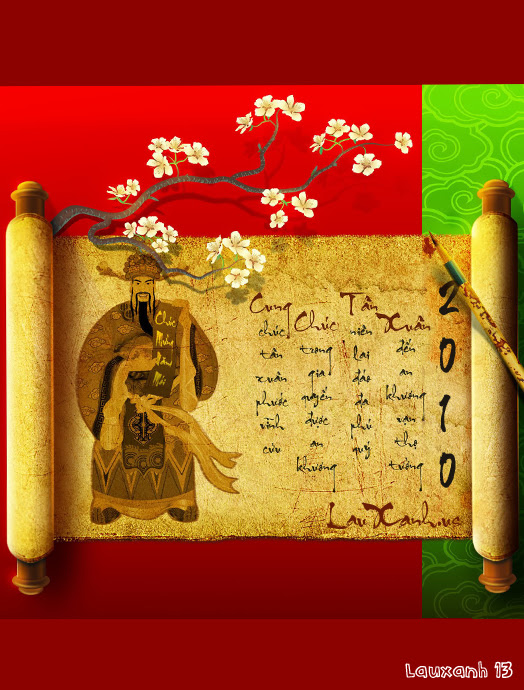 Chúc Mừng Năm Mới
Cung chúc tân xuân phước vĩnh cửu
Chúc trong gia quyến được an khương
Tân niên lai đáo đa phú quý
Xuân đến an khương vạn thọ tường
2010
LauXanh.us
Lauxanh 13